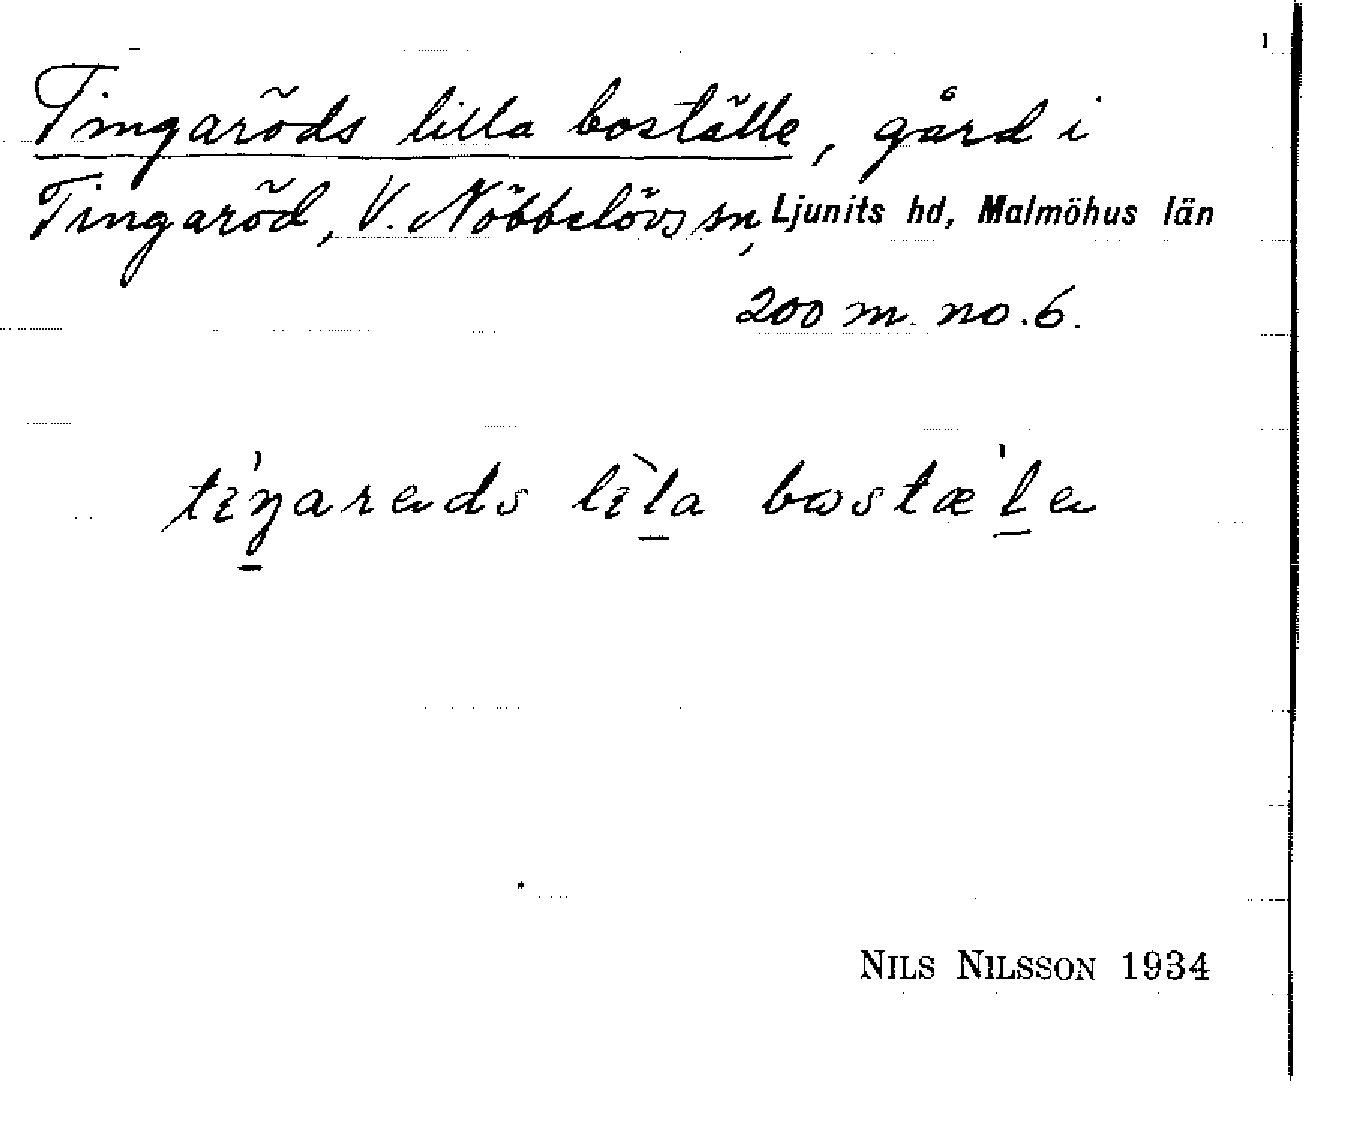 Tingaröds lilla boställe, gård i
Tingaröd, V. Nöbbelövs sn, Ljunits hd, Malmöhus län
200 m. no. 6.
tiŋareds lila bostæle
NILS NILSSON 1934